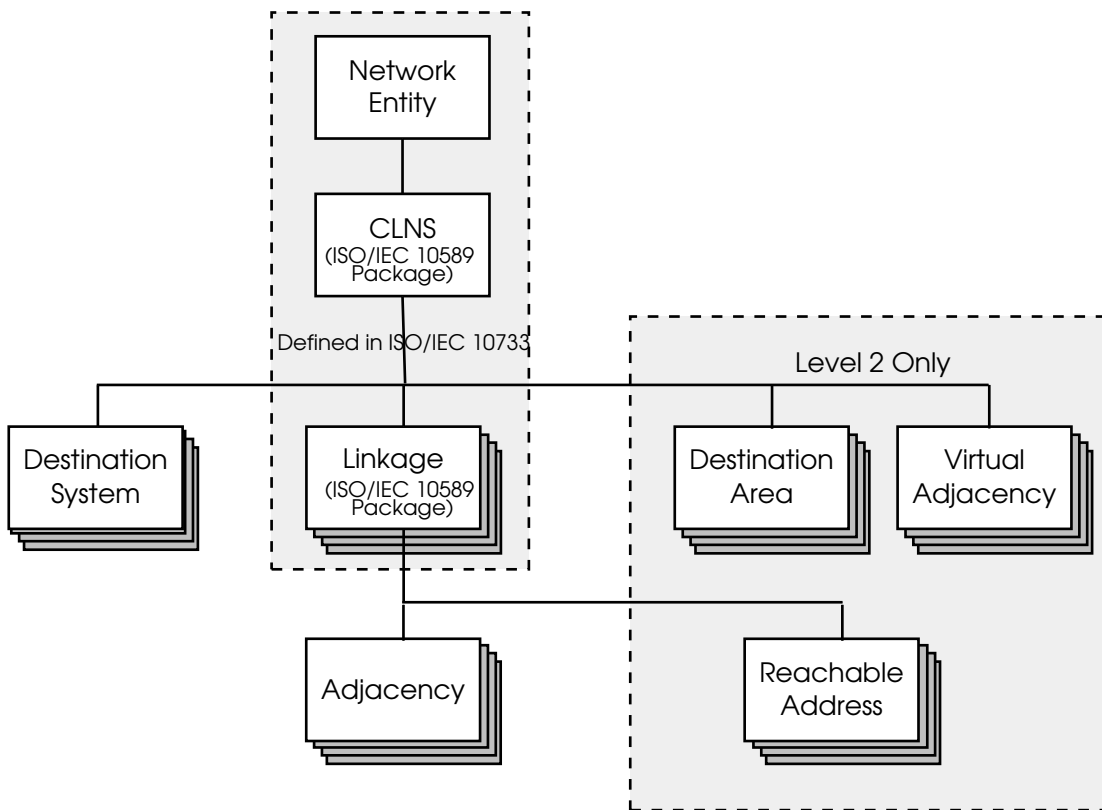 Network
Entity
CLNS
(ISO/IEC 10589
Package)
Defined in ISO/IEC 10733
Level 2 Only
Destination
System
Linkage
(ISO/IEC 10589
Package)
Destination
Area
Virtual
Adjacency
Adjacency
Reachable
Address